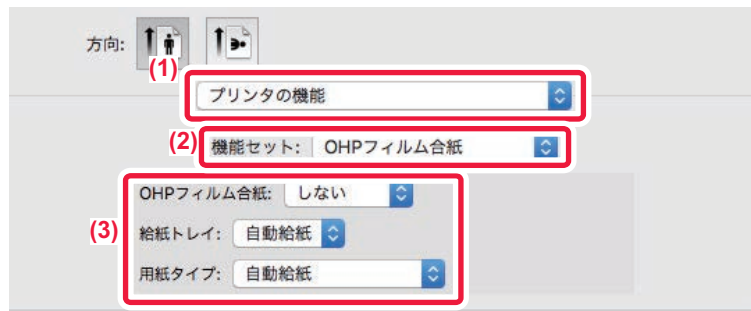 方向:
(1)
プリンタの機能
(2) 機能セット: OHPフィルム合紙
OHPフィルム合紙: しない
(3) 給紙トレイ: 自動給紙
用紙タイプ: 自動給紙